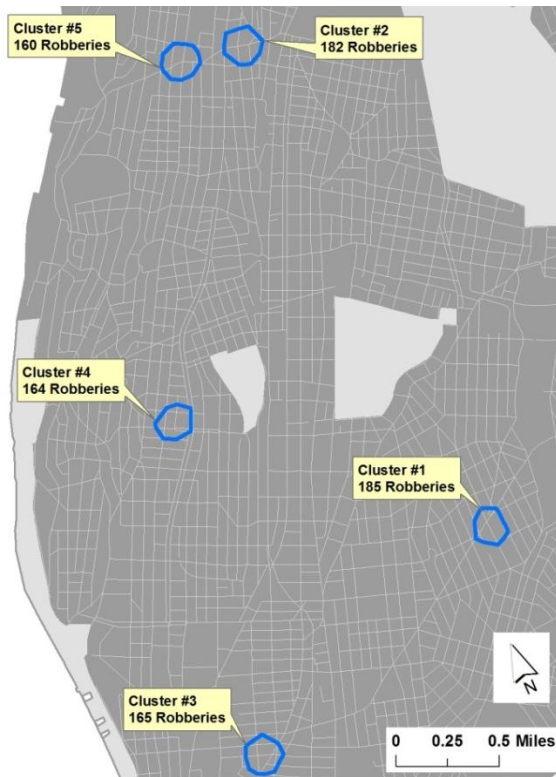 Cluster #5
160 Robberies
Cluster #2
182 Robberies
Cluster #4
164 Robberies
Cluster #1
185 Robberies
N
Cluster #3
165 Robberies
0 0.25 0.5 Miles